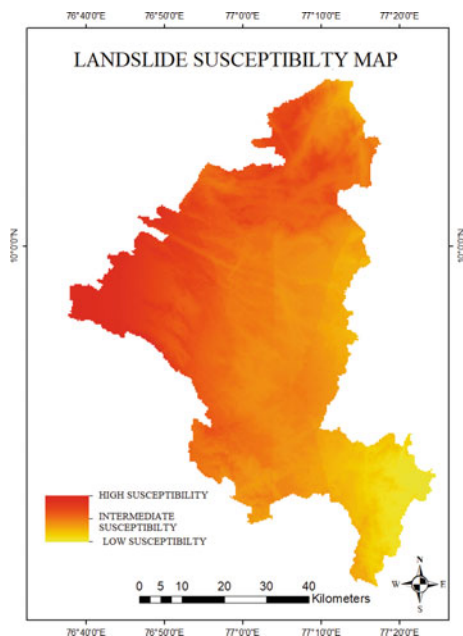 76°40'0"E 76°50'0"E 77°0'0"E 77°10'0"E 77°20'0"E
LANDSLIDE SUSCEPTIBILTY MAP
10°0'0"N 10°0'0"N
HIGH SUSCEPTIBILITY
INTERMEDIATE
SUSCEPTIBILTY
LOW SUSCEPTIBILTY
N
W E
S
0 5 10 20 30 40
Kilometers
76°40'0"E 76°50'0"E 77°0'0"E 77°10'0"E 77°20'0"E